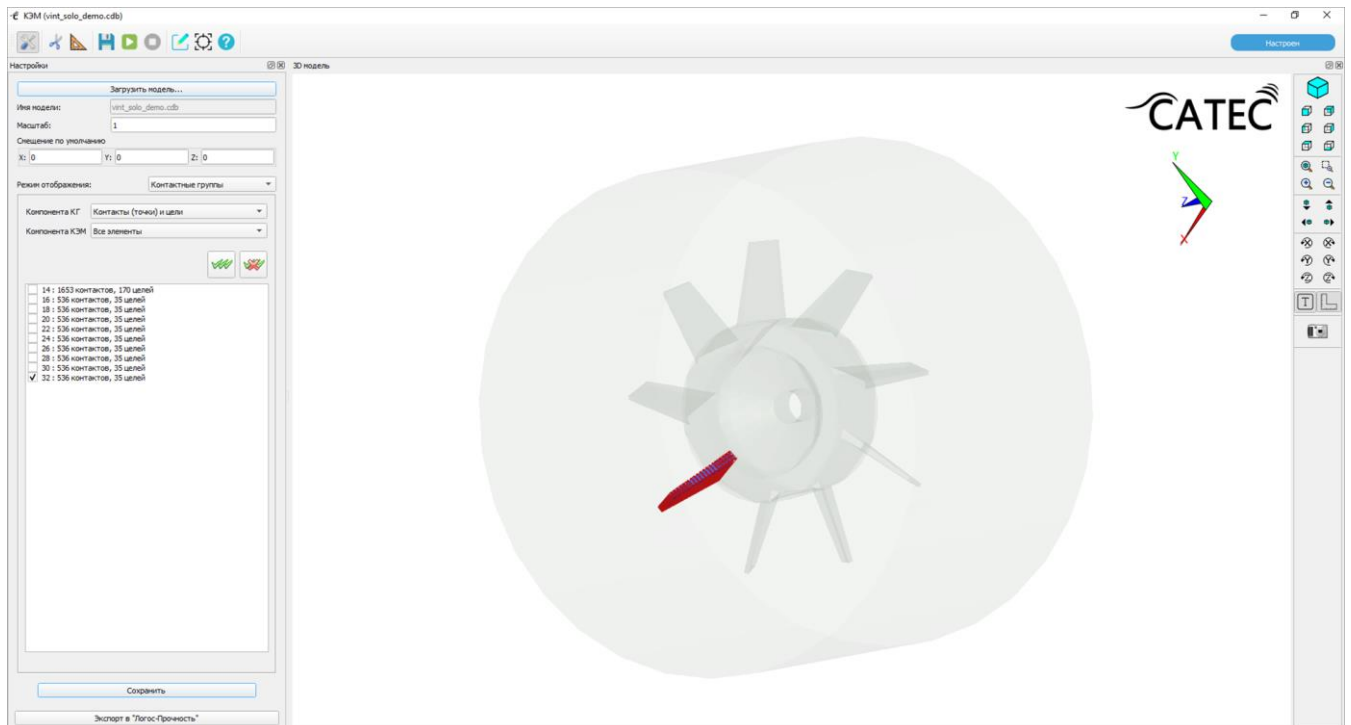 КЭМ (vint_solo_demo.cdb)
Настроен
Настройки
3D модель
Загрузить модель...
Имя модели: vint_solo_demo.cdb
Масштаб: 1
Смещение по умолчанию
X: 0 Y: 0 Z: 0
Режим отображения: Контактные группы
Компонента КГ Контакты (точки) и цели
Компонента КЭМ Все элементы
14 : 1653 контактов, 170 целей
16 : 536 контактов, 35 целей
18 : 536 контактов, 35 целей
20 : 536 контактов, 35 целей
22 : 536 контактов, 35 целей
24 : 536 контактов, 35 целей
26 : 536 контактов, 35 целей
28 : 536 контактов, 35 целей
30 : 536 контактов, 35 целей
32 : 536 контактов, 35 целей
Сохранить
Экспорт в "Логос-Прочность"
CATEC
Y
Z
X
T